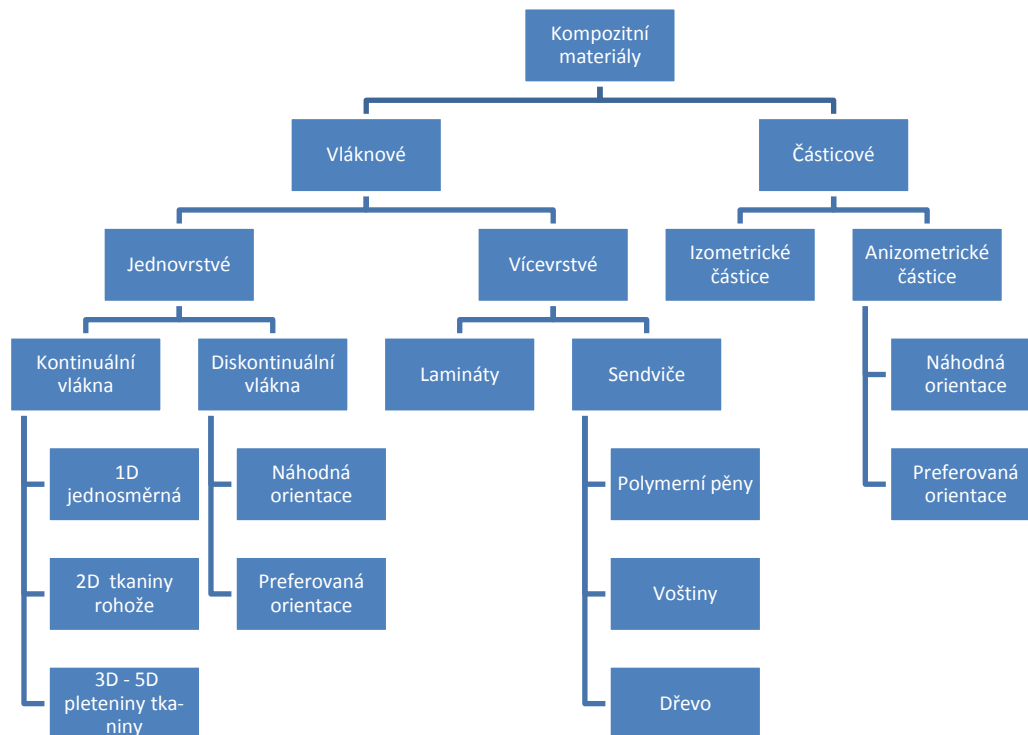 Kompozitní
materiály
Vláknové
Částicové
Jednovrstvé
Vícevrstvé
Izometrické
částice
Anizometrické
částice
Kontinuální
vlákna
Diskontinuální
vlákna
Lamináty
Sendviče
Náhodná
orientace
1D
jednosměrná
Náhodná
orientace
Polymerní pěny
Preferovaná
orientace
2D tkaniny
rohože
Preferovaná
orientace
Voštiny
3D - 5D
pleteniny tka-
niny
Dřevo